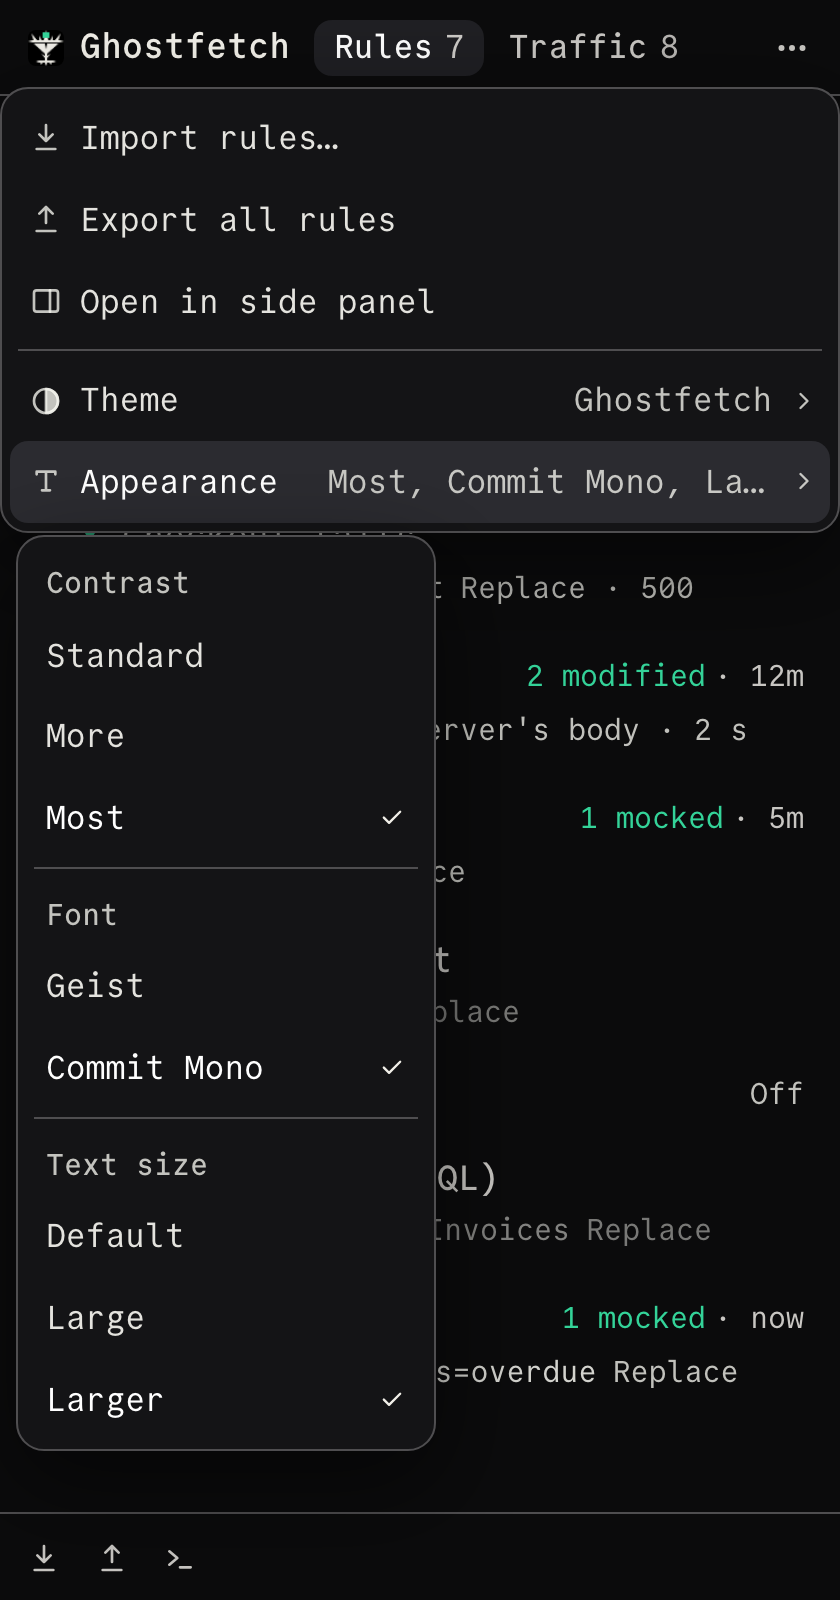 Ghostfetch Rules 7 Traffic 8
Import rules…
Export all rules
Open in side panel
Theme Ghostfetch
Appearance Most, Commit Mono, La…
Contrast
Standard
More
Most
Font
Geist
Commit Mono
Text size
Default
Large
Larger
Replace · 500
2 modified · 12m
erver's body · 2 s
1 mocked · 5m
ce
t
place
Off
QL)
Invoices Replace
1 mocked · now
s=overdue Replace